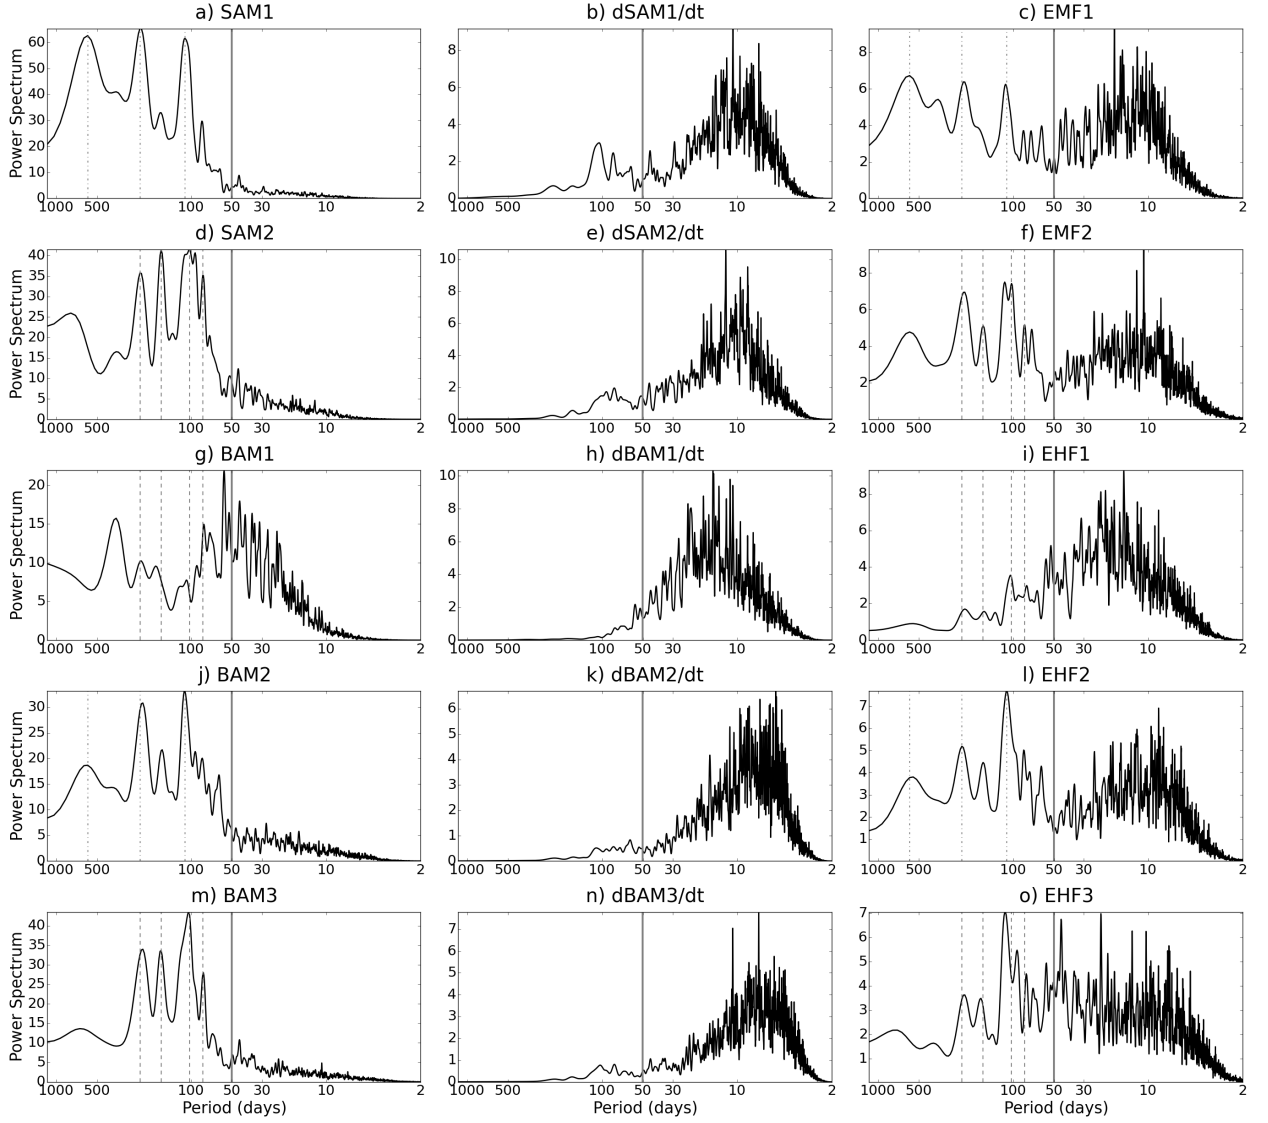 a) SAM1 b) dSAM1/dt c) EMF1
Power Spectrum
60 50 40 30 20 10 0
1000 500 100 50 30 10 2
8 6 4 2 0
1000 500 100 50 30 10 2
8 6 4 2 0
1000 500 100 50 30 10 2
d) SAM2 e) dSAM2/dt f) EMF2
Power Spectrum
40 35 30 25 20 15 10 5 0
1000 500 100 50 30 10 2
10 8 6 4 2 0
1000 500 100 50 30 10 2
8 6 4 2
1000 500 100 50 30 10 2
g) BAM1 h) dBAM1/dt i) EHF1
Power Spectrum
20 15 10 5 0
1000 500 100 50 30 10 2
10 8 6 4 2 0
1000 500 100 50 30 10 2
8 6 4 2 0
1000 500 100 50 30 10 2
j) BAM2 k) dBAM2/dt l) EHF2
Power Spectrum
30 25 20 15 10 5 0
1000 500 100 50 30 10 2
6 5 4 3 2 1 0
1000 500 100 50 30 10 2
7 6 5 4 3 2 1
1000 500 100 50 30 10 2
m) BAM3 n) dBAM3/dt o) EHF3
Power Spectrum
40 35 30 25 20 15 10 5 0
1000 500 100 50 30 10 2
7 6 5 4 3 2 1 0
1000 500 100 50 30 10 2
7 6 5 4 3 2 1
1000 500 100 50 30 10 2
Period (days) Period (days) Period (days)